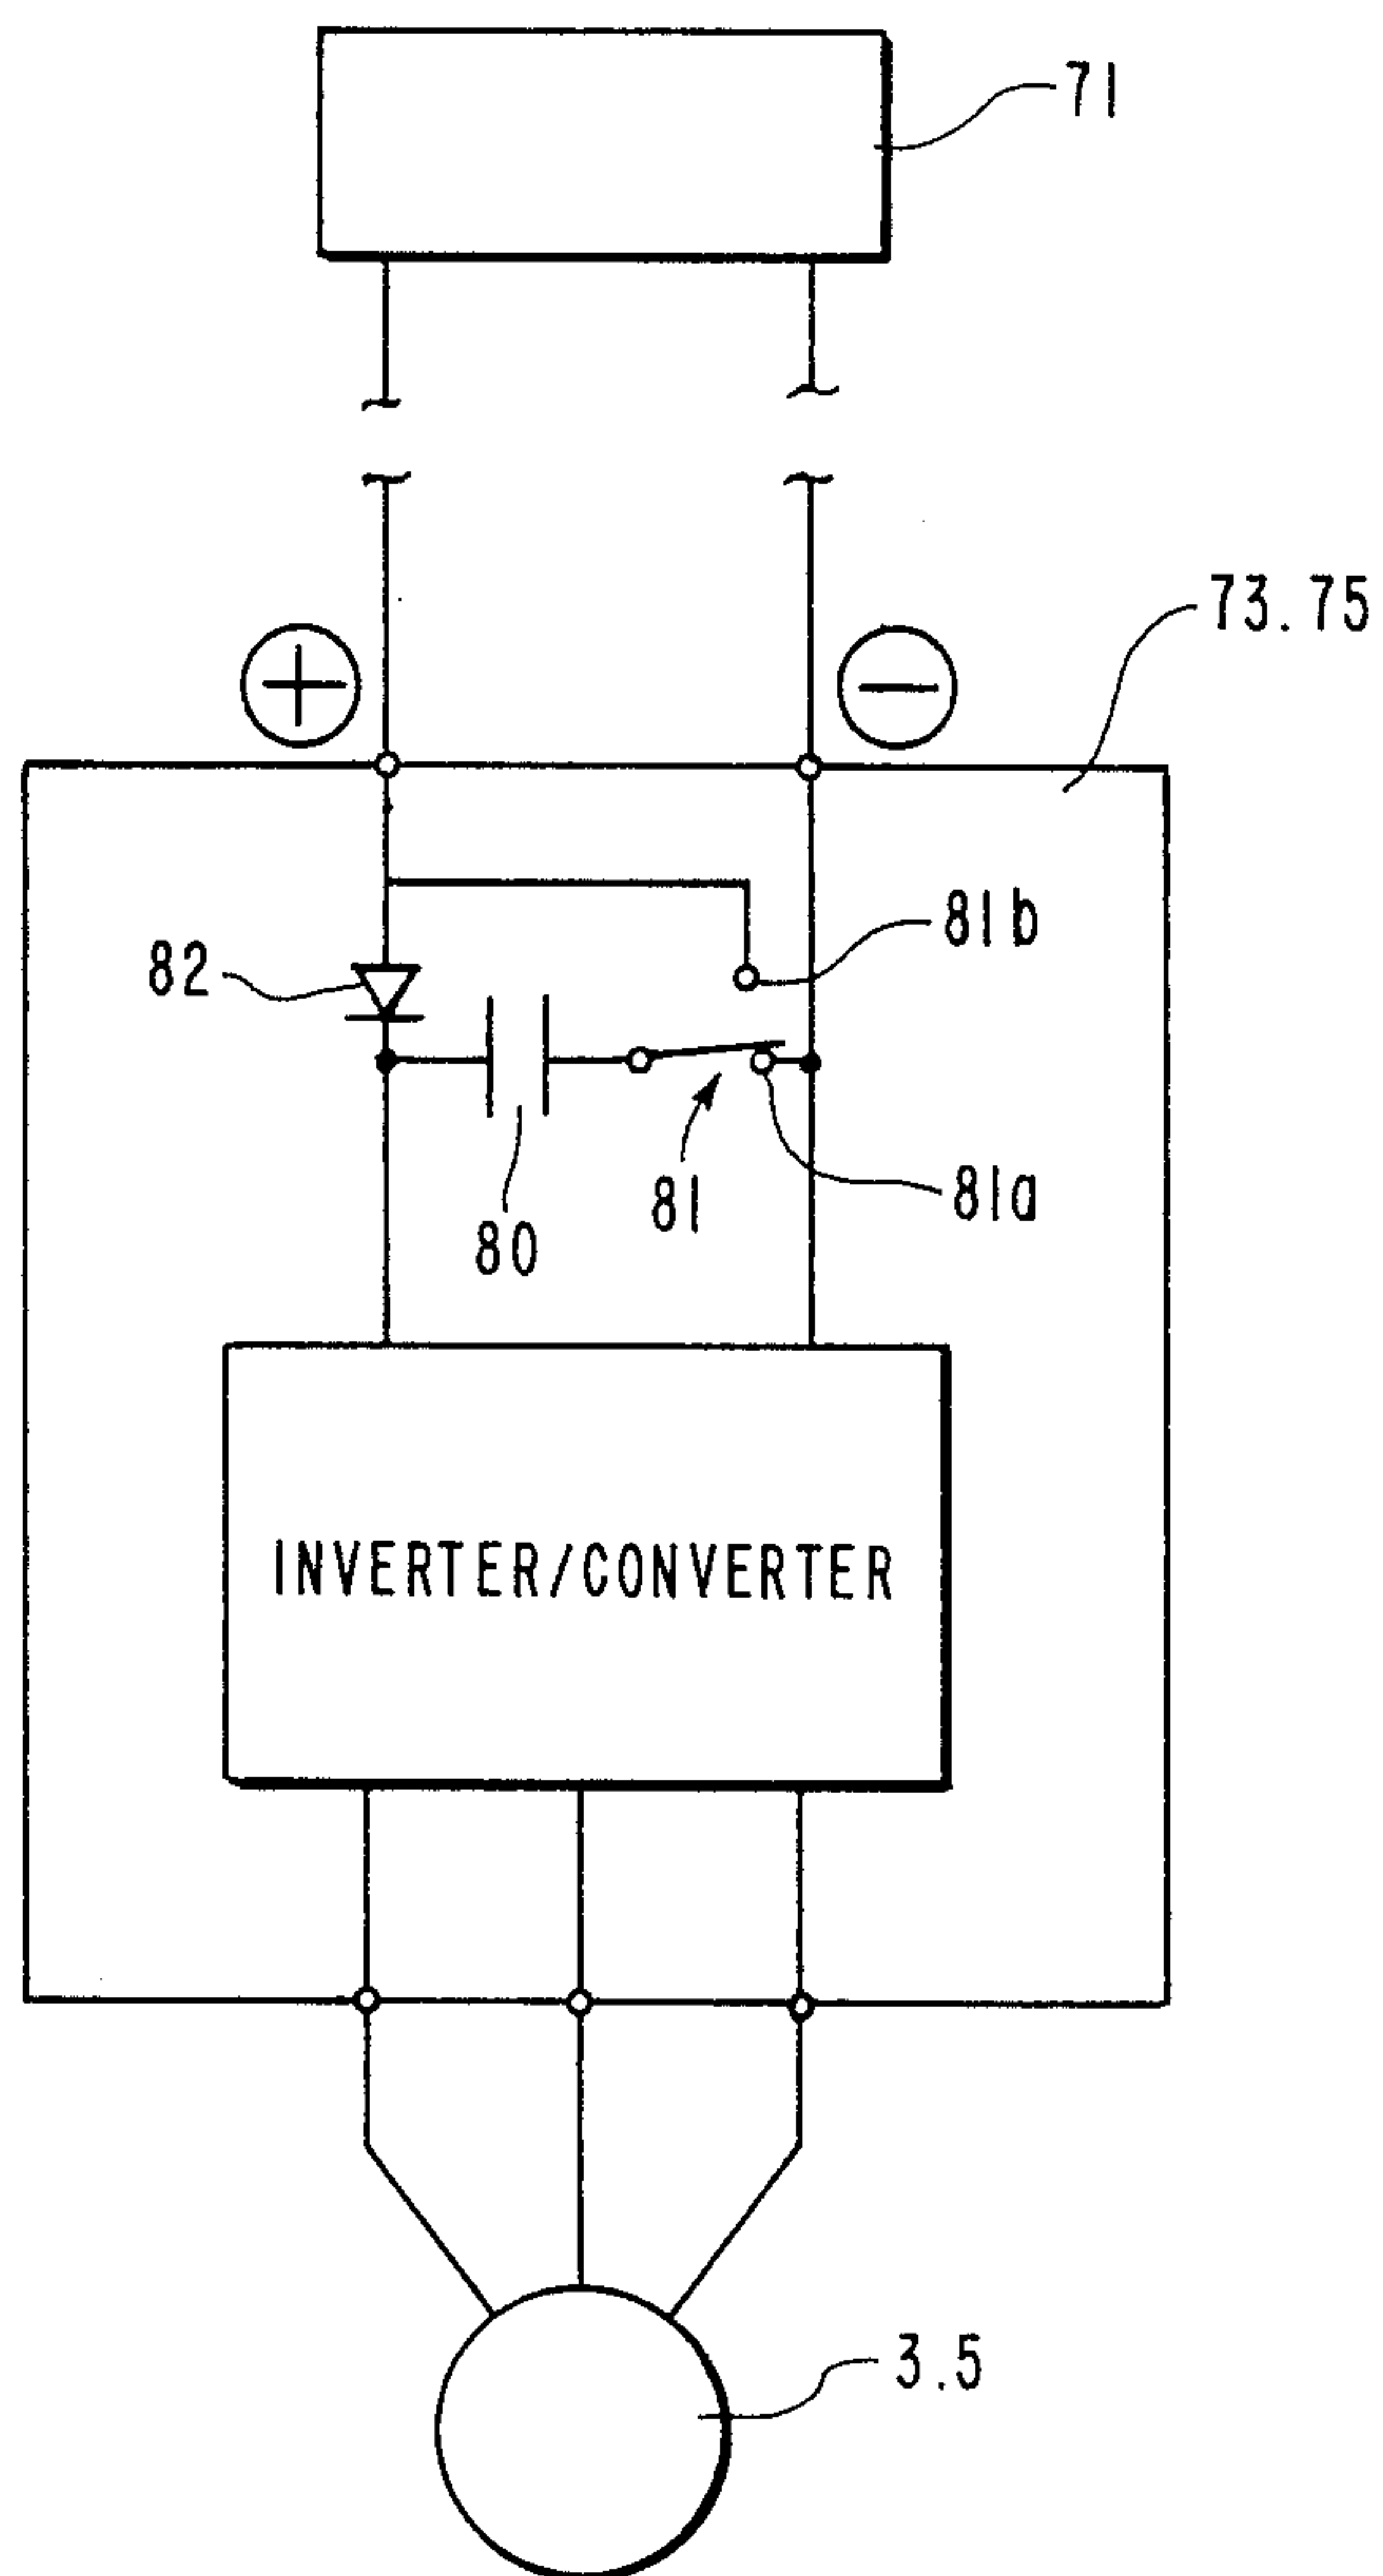 71
73.75
+
−
81b
82
81
81a
80
INVERTER/CONVERTER
3.5